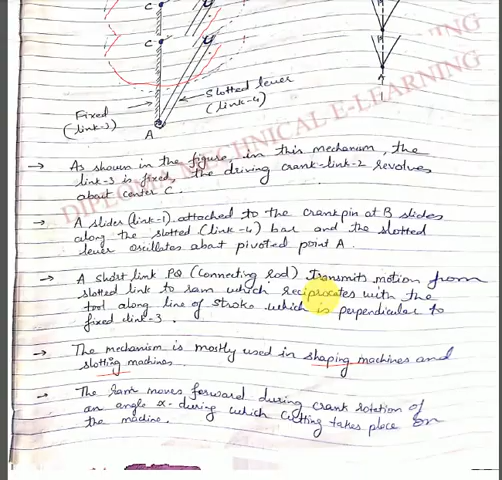 C
C
Slotted lever
(link-4)
Fixed
(link-3)
A
→ As shown in the figure, in this mechanism, the
link-3 is fixed, the driving crank-link-2 revolves
about center C.
→ A slider (link-1) attached to the crankpin at B slides
along the slotted (link-4) bar and the slotted
lever oscillates about pivoted point A.
→ A short link PQ (Connecting Rod) transmits motion from
slotted link to ram which reciprocates with the
tool along line of stroke which is perpendicular to
fixed link-3.
→ The mechanism is mostly used in shaping machines and
slotting machines.
→ The Ram moves forward during crank rotation of
an angle α- during which cutting takes place on
the machine.
DIPLOMA MECHANICAL E-LEARNING